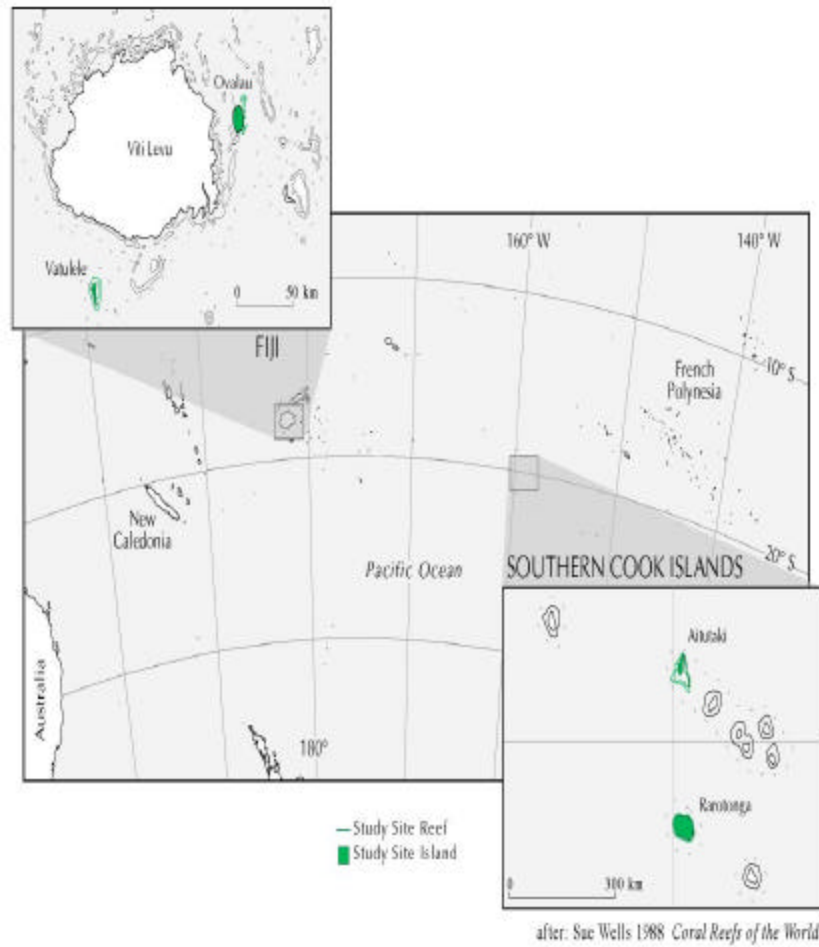 Ovalau
Viti Levu
Vatulele
0 50 km
160° W
140° W
FIJI
10° S
French
Polynesia
New
Caledonia
20° S
Pacific Ocean
SOUTHERN COOK ISLANDS
Aitutaki
Australia
180°
Rarotonga
Study Site Reef
Study Site Island
0 300 km
after: Sue Wells 1988 Coral Reefs of the World